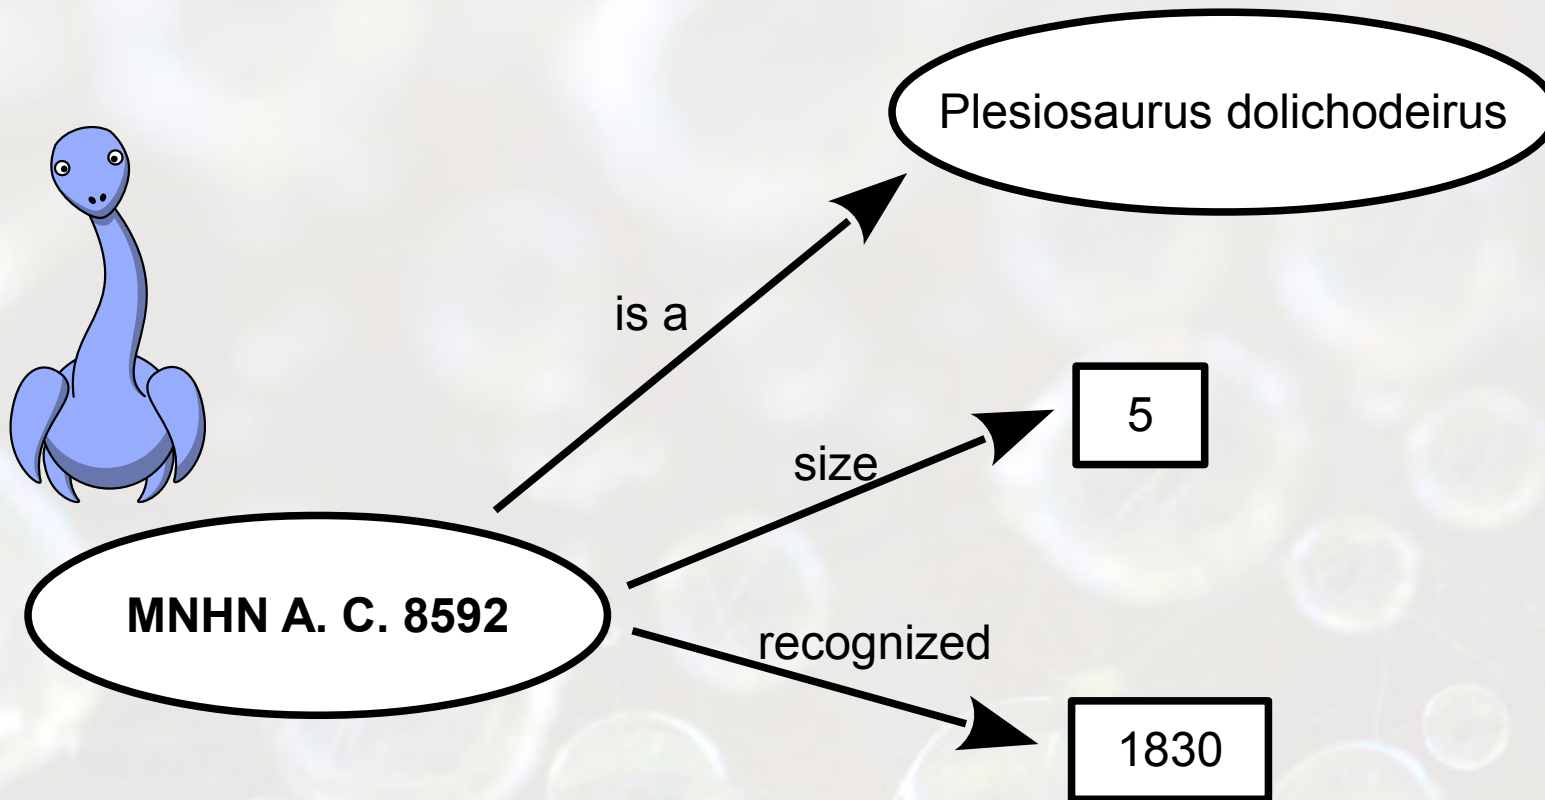 Plesiosaurus dolichodeirus
is a
5
size
MNHN A. C. 8592
recognized
1830